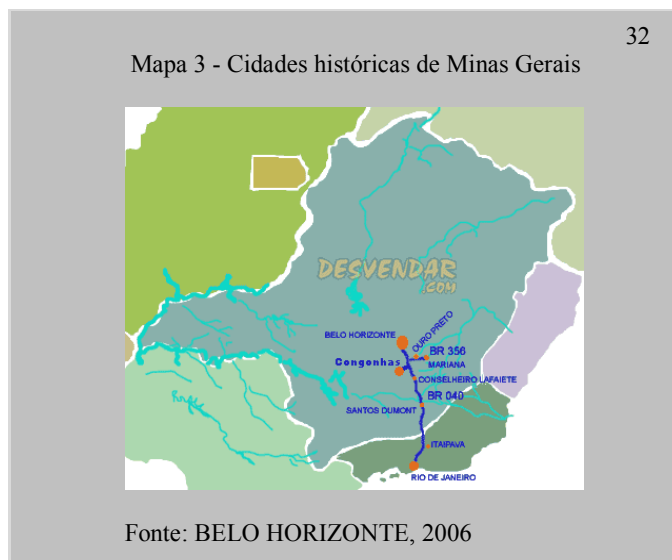 32
Mapa 3 - Cidades históricas de Minas Gerais
DESVENDAR
.COM
BELO HORIZONTE
OURO PRETO
BR 356
Congonhas
MARIANA
CONSELHEIRO LAFAIETE
BR 040
SANTOS DUMONT
ITAIPAVA
RIO DE JANEIRO
Fonte: BELO HORIZONTE, 2006